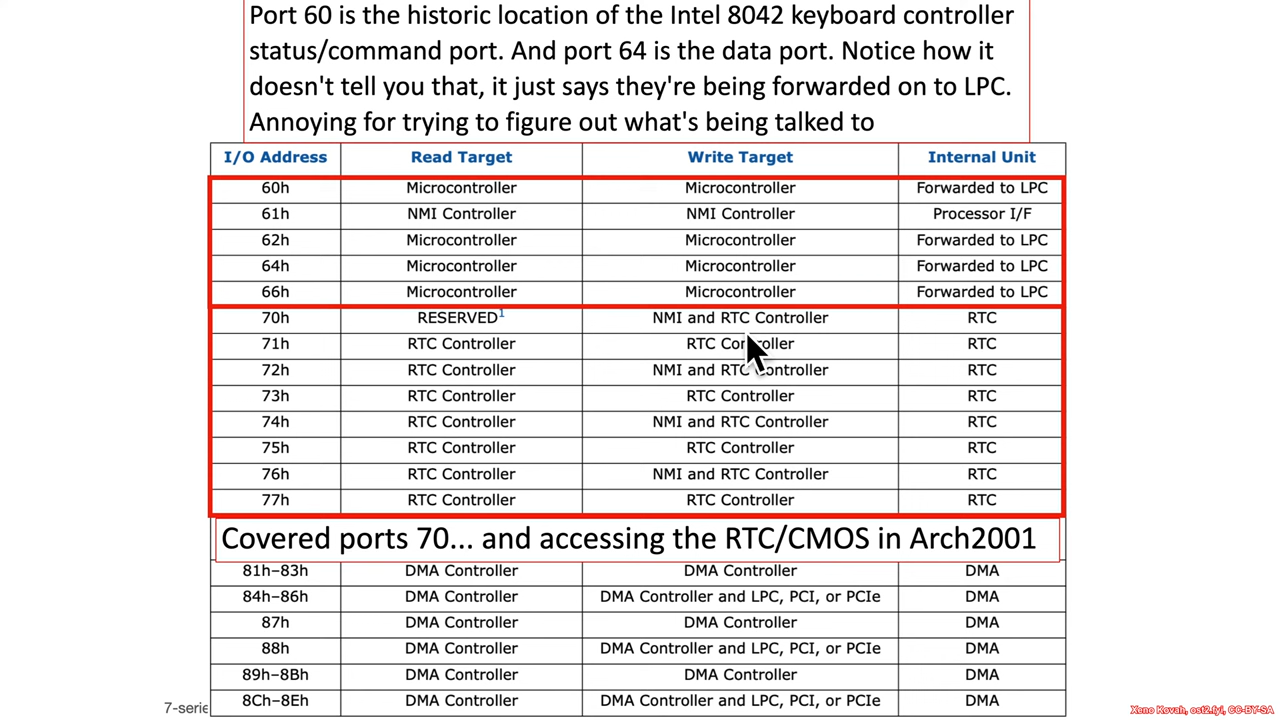 Port 60 is the historic location of the Intel 8042 keyboard controller
status/command port. And port 64 is the data port. Notice how it
doesn't tell you that, it just says they're being forwarded on to LPC.
Annoying for trying to figure out what's being talked to
I/O Address Read Target Write Target Internal Unit
60h Microcontroller Microcontroller Forwarded to LPC
61h NMI Controller NMI Controller Processor I/F
62h Microcontroller Microcontroller Forwarded to LPC
64h Microcontroller Microcontroller Forwarded to LPC
66h Microcontroller Microcontroller Forwarded to LPC
70h RESERVED1 NMI and RTC Controller RTC
71h RTC Controller RTC Controller RTC
72h RTC Controller NMI and RTC Controller RTC
73h RTC Controller RTC Controller RTC
74h RTC Controller NMI and RTC Controller RTC
75h RTC Controller RTC Controller RTC
76h RTC Controller NMI and RTC Controller RTC
77h RTC Controller RTC Controller RTC
Covered ports 70... and accessing the RTC/CMOS in Arch2001
81h–83h DMA Controller DMA Controller DMA
84h–86h DMA Controller DMA Controller and LPC, PCI, or PCIe DMA
87h DMA Controller DMA Controller DMA
88h DMA Controller DMA Controller and LPC, PCI, or PCIe DMA
89h–8Bh DMA Controller DMA Controller DMA
8Ch–8Eh DMA Controller DMA Controller and LPC, PCI, or PCIe DMA
7-serie
Xeno Kovah, ost2.fyi, CC-BY-SA